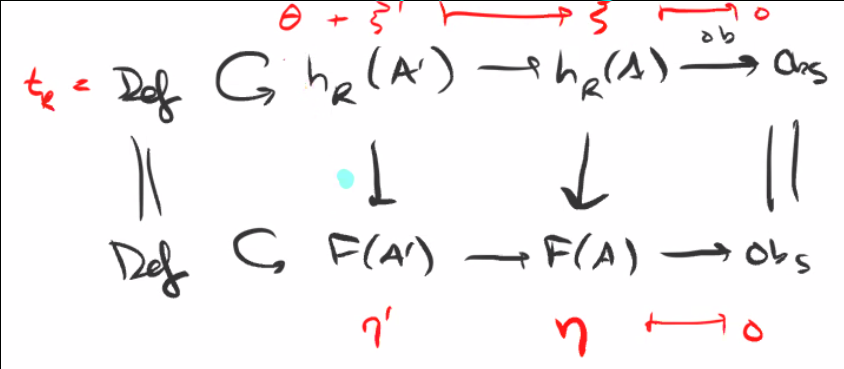 θ + ξ' ⟼ ξ ⟼ 0
t_R = Def ↻ h_R(A') → h_R(A) →^{ob} Obs
|| ↓ ↓ ||
Def ↻ F(A') → F(A) → Obs
η' η ⟼ 0